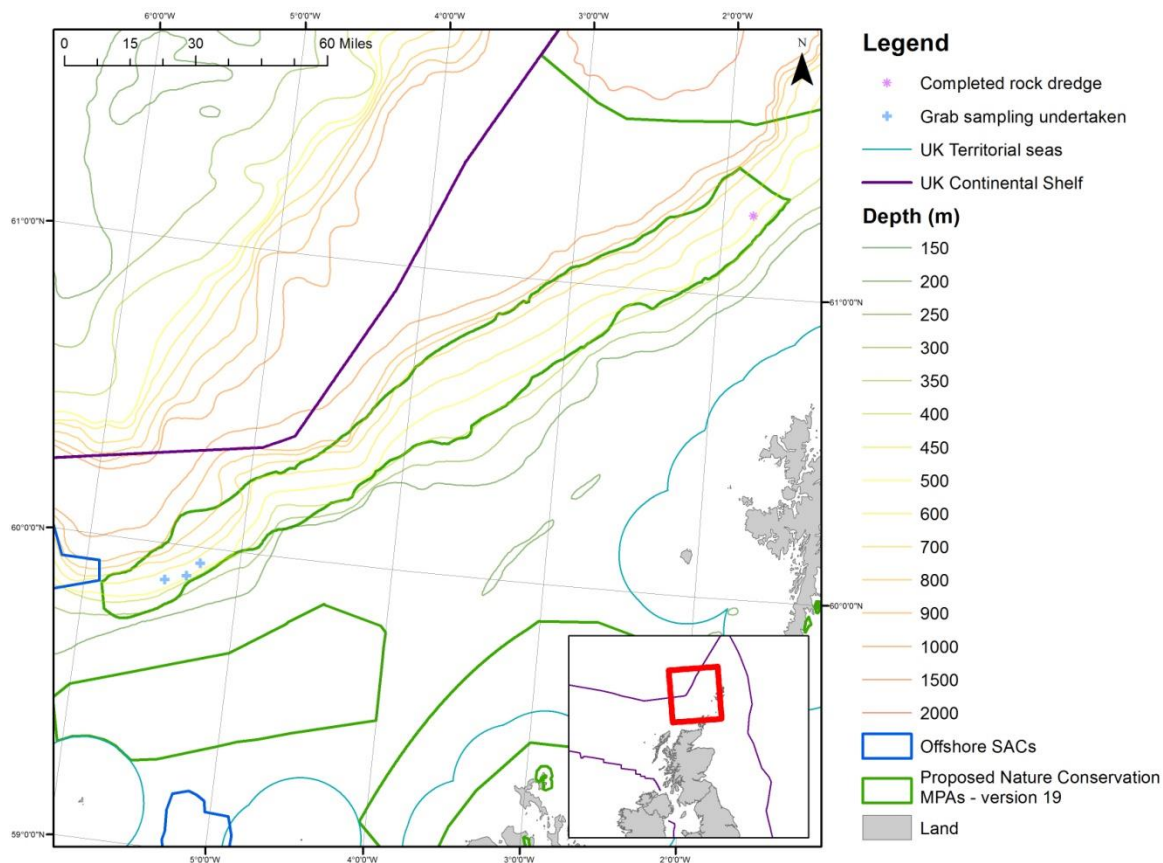 6°0'0"W 5°0'0"W 4°0'0"W 3°0'0"W 2°0'0"W
0 15 30 60 Miles
N
61°0'0"N
61°0'0"N
60°0'0"N
60°0'0"N
59°0'0"N
5°0'0"W 4°0'0"W 3°0'0"W 2°0'0"W
Legend
Completed rock dredge
Grab sampling undertaken
UK Territorial seas
UK Continental Shelf
Depth (m)
150
200
250
300
350
400
450
500
600
700
800
900
1000
1500
2000
Offshore SACs
Proposed Nature Conservation
MPAs - version 19
Land